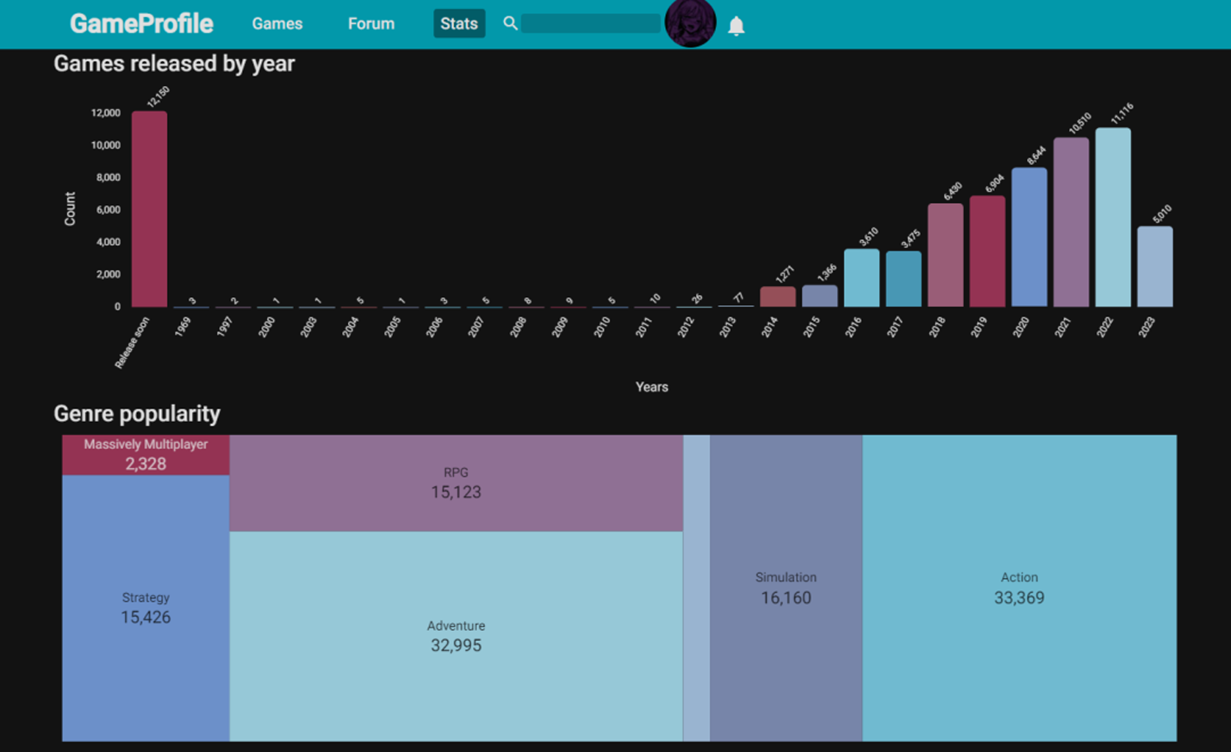 GameProfile Games Forum Stats
Games released by year
12,150 3 2 1 1 5 1 3 5 8 9 5 10 26 77 1,271 1,366 3,610 3,475 6,430 6,904 8,644 10,510 11,116 5,010
12,000
10,000
8,000
6,000
4,000
2,000
0
Count
Release soon 1969 1997 2000 2003 2004 2005 2006 2007 2008 2009 2010 2011 2012 2013 2014 2015 2016 2017 2018 2019 2020 2021 2022 2023
Years
Genre popularity
Massively Multiplayer
2,328
RPG
15,123
Strategy
15,426
Adventure
32,995
Simulation
16,160
Action
33,369